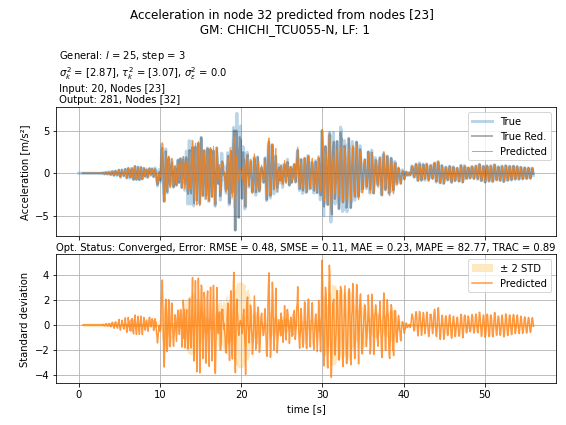 Acceleration in node 32 predicted from nodes [23]
GM: CHICHI_TCU055-N, LF: 1
General: l = 25, step = 3
σ²ₖ = [2.87], τ²ₖ = [3.07], σ²ₑ = 0.0
Input: 20, Nodes [23]
Output: 281, Nodes [32]
Acceleration [m/s²]
5
0
−5
True
True Red.
Predicted
Opt. Status: Converged, Error: RMSE = 0.48, SMSE = 0.11, MAE = 0.23, MAPE = 82.77, TRAC = 0.89
Standard deviation
4
2
0
−2
−4
± 2 STD
Predicted
0 10 20 30 40 50
time [s]